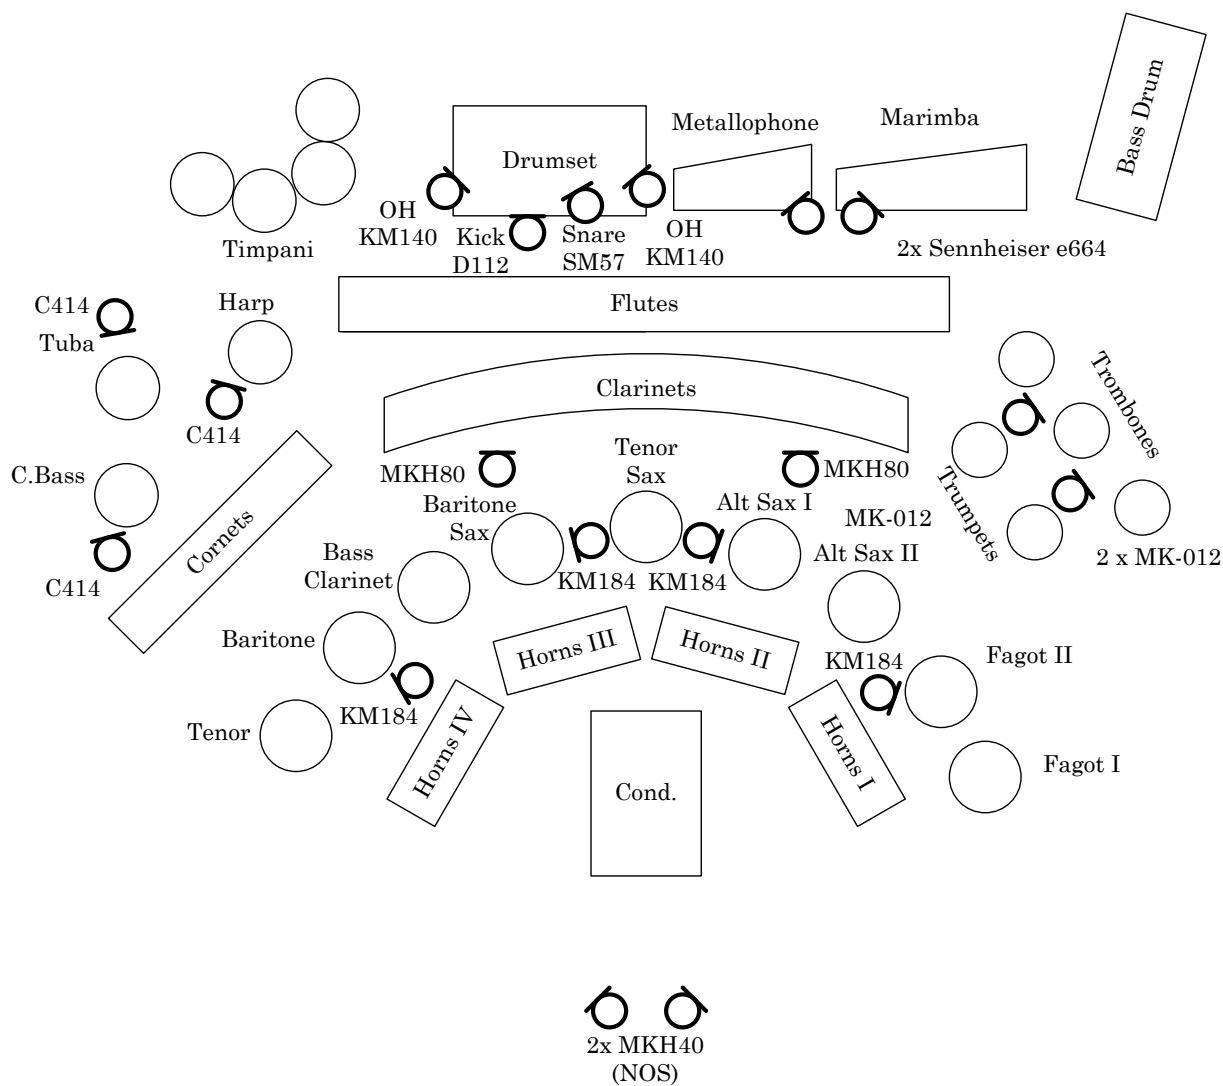 Bass Drum
Metallophone
Marimba
Drumset
OH
KM140
Kick
D112
Snare
SM57
OH
KM140
2x Sennheiser e664
Timpani
Flutes
C414
Tuba
Harp
C414
Clarinets
Trombones
Trumpets
2 x MK-012
MKH80
Tenor
Sax
MKH80
C.Bass
C414
Cornets
Baritone
Sax
Alt Sax I
MK-012
Alt Sax II
Bass
Clarinet
KM184
KM184
Baritone
Horns III
Horns II
KM184
Fagot II
KM184
Tenor
Horns IV
Horns I
Fagot I
Cond.
2x MKH40
(NOS)